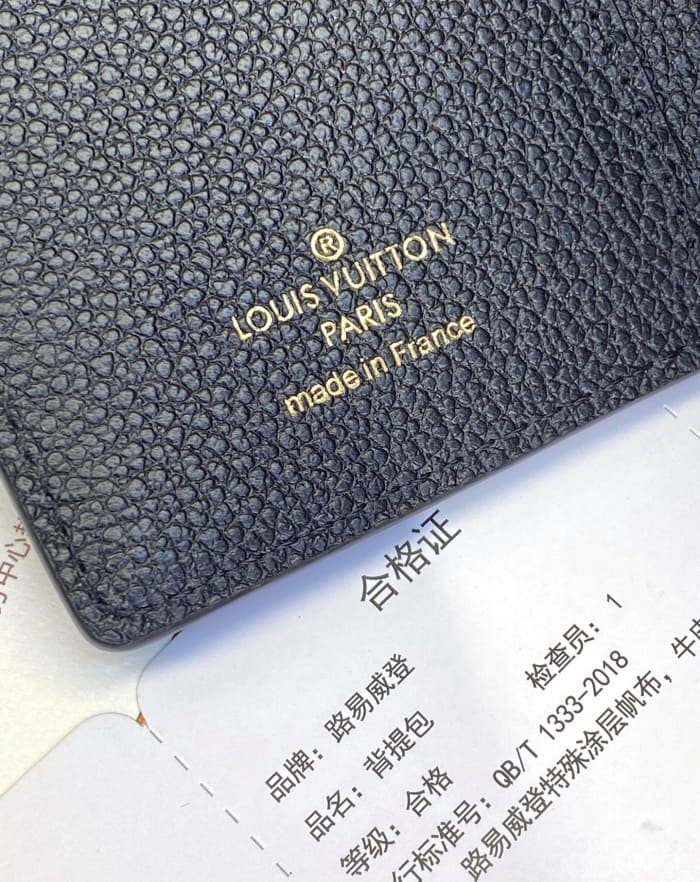 ®
LOUIS VUITTON
PARIS
made in France
合格证
品牌：路易威登
品名：背提包
检查员：1
等级：合格
行标准号：QB/T 1333-2018
路易威登特殊涂层帆布，牛
中心